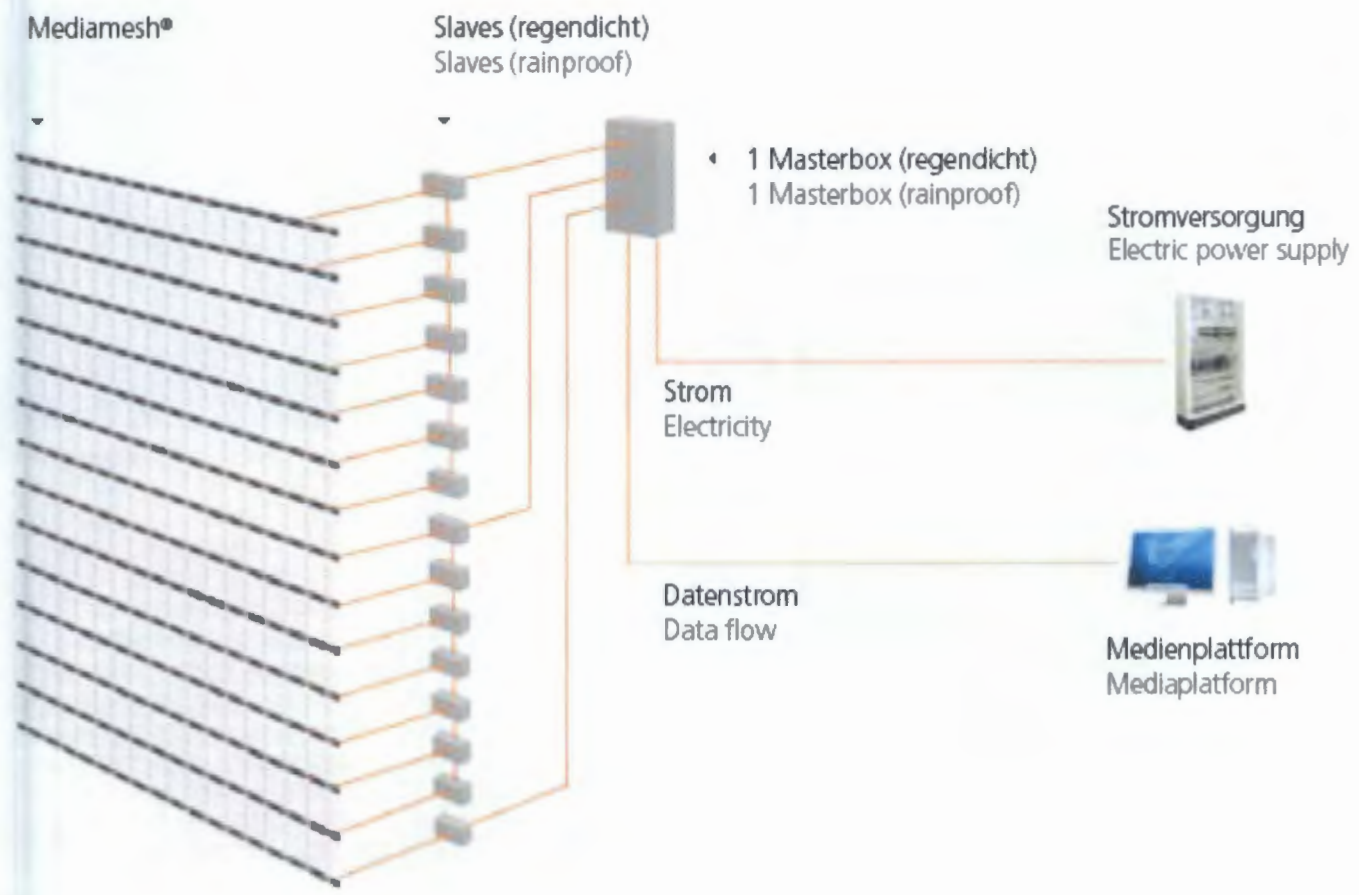 Mediamesh®
Slaves (regendicht)
Slaves (rainproof)
1 Masterbox (regendicht)
1 Masterbox (rainproof)
Stromversorgung
Electric power supply
Strom
Electricity
Datenstrom
Data flow
Medienplattform
Mediaplatform